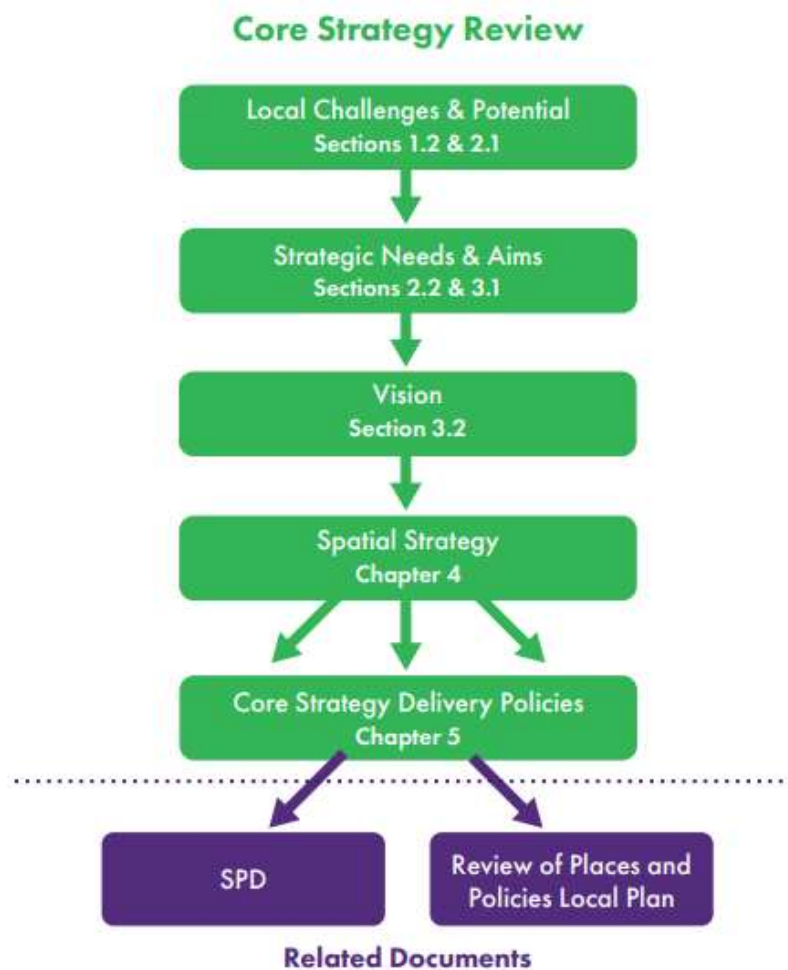 Core Strategy Review
Local Challenges & Potential
Sections 1.2 & 2.1
Strategic Needs & Aims
Sections 2.2 & 3.1
Vision
Section 3.2
Spatial Strategy
Chapter 4
Core Strategy Delivery Policies
Chapter 5
SPD
Review of Places and
Policies Local Plan
Related Documents